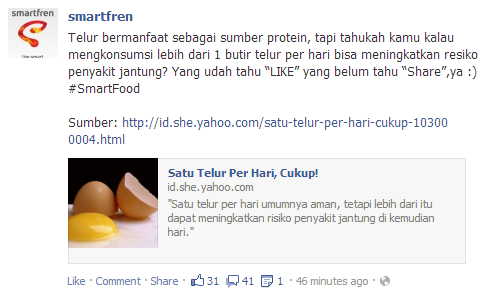 smartfren
smartfren
live smart
Telur bermanfaat sebagai sumber protein, tapi tahukah kamu kalau
mengkonsumsi lebih dari 1 butir telur per hari bisa meningkatkan resiko
penyakit jantung? Yang udah tahu “LIKE” yang belum tahu “Share”,ya :)
#SmartFood
Sumber: http://id.she.yahoo.com/satu-telur-per-hari-cukup-10300
0004.html
Satu Telur Per Hari, Cukup!
id.she.yahoo.com
"Satu telur per hari umumnya aman, tetapi lebih dari itu
dapat meningkatkan risiko penyakit jantung di kemudian
hari."
Like · Comment · Share · 31 41 1 · 46 minutes ago ·